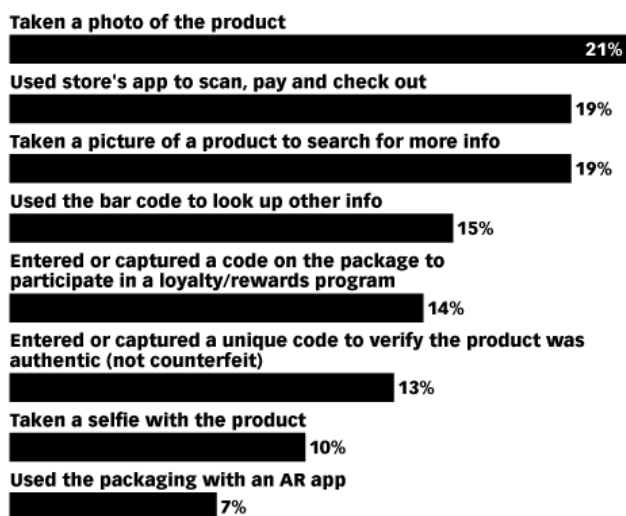 Taken a photo of the product
21%
Used store's app to scan, pay and check out
19%
Taken a picture of a product to search for more info
19%
Used the bar code to look up other info
15%
Entered or captured a code on the package to
participate in a loyalty/rewards program
14%
Entered or captured a unique code to verify the product was
authentic (not counterfeit)
13%
Taken a selfie with the product
10%
Used the packaging with an AR app
7%